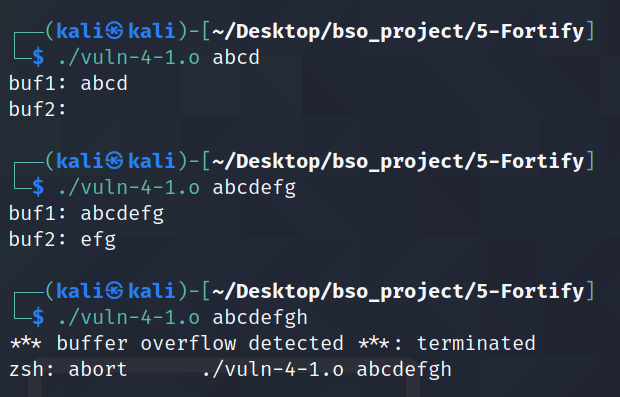 ┌──(kali㉿kali)-[~/Desktop/bso_project/5-Fortify]
└─$ ./vuln-4-1.o abcd
buf1: abcd
buf2:
┌──(kali㉿kali)-[~/Desktop/bso_project/5-Fortify]
└─$ ./vuln-4-1.o abcdefg
buf1: abcdefg
buf2: efg
┌──(kali㉿kali)-[~/Desktop/bso_project/5-Fortify]
└─$ ./vuln-4-1.o abcdefgh
*** buffer overflow detected ***: terminated
zsh: abort      ./vuln-4-1.o abcdefgh